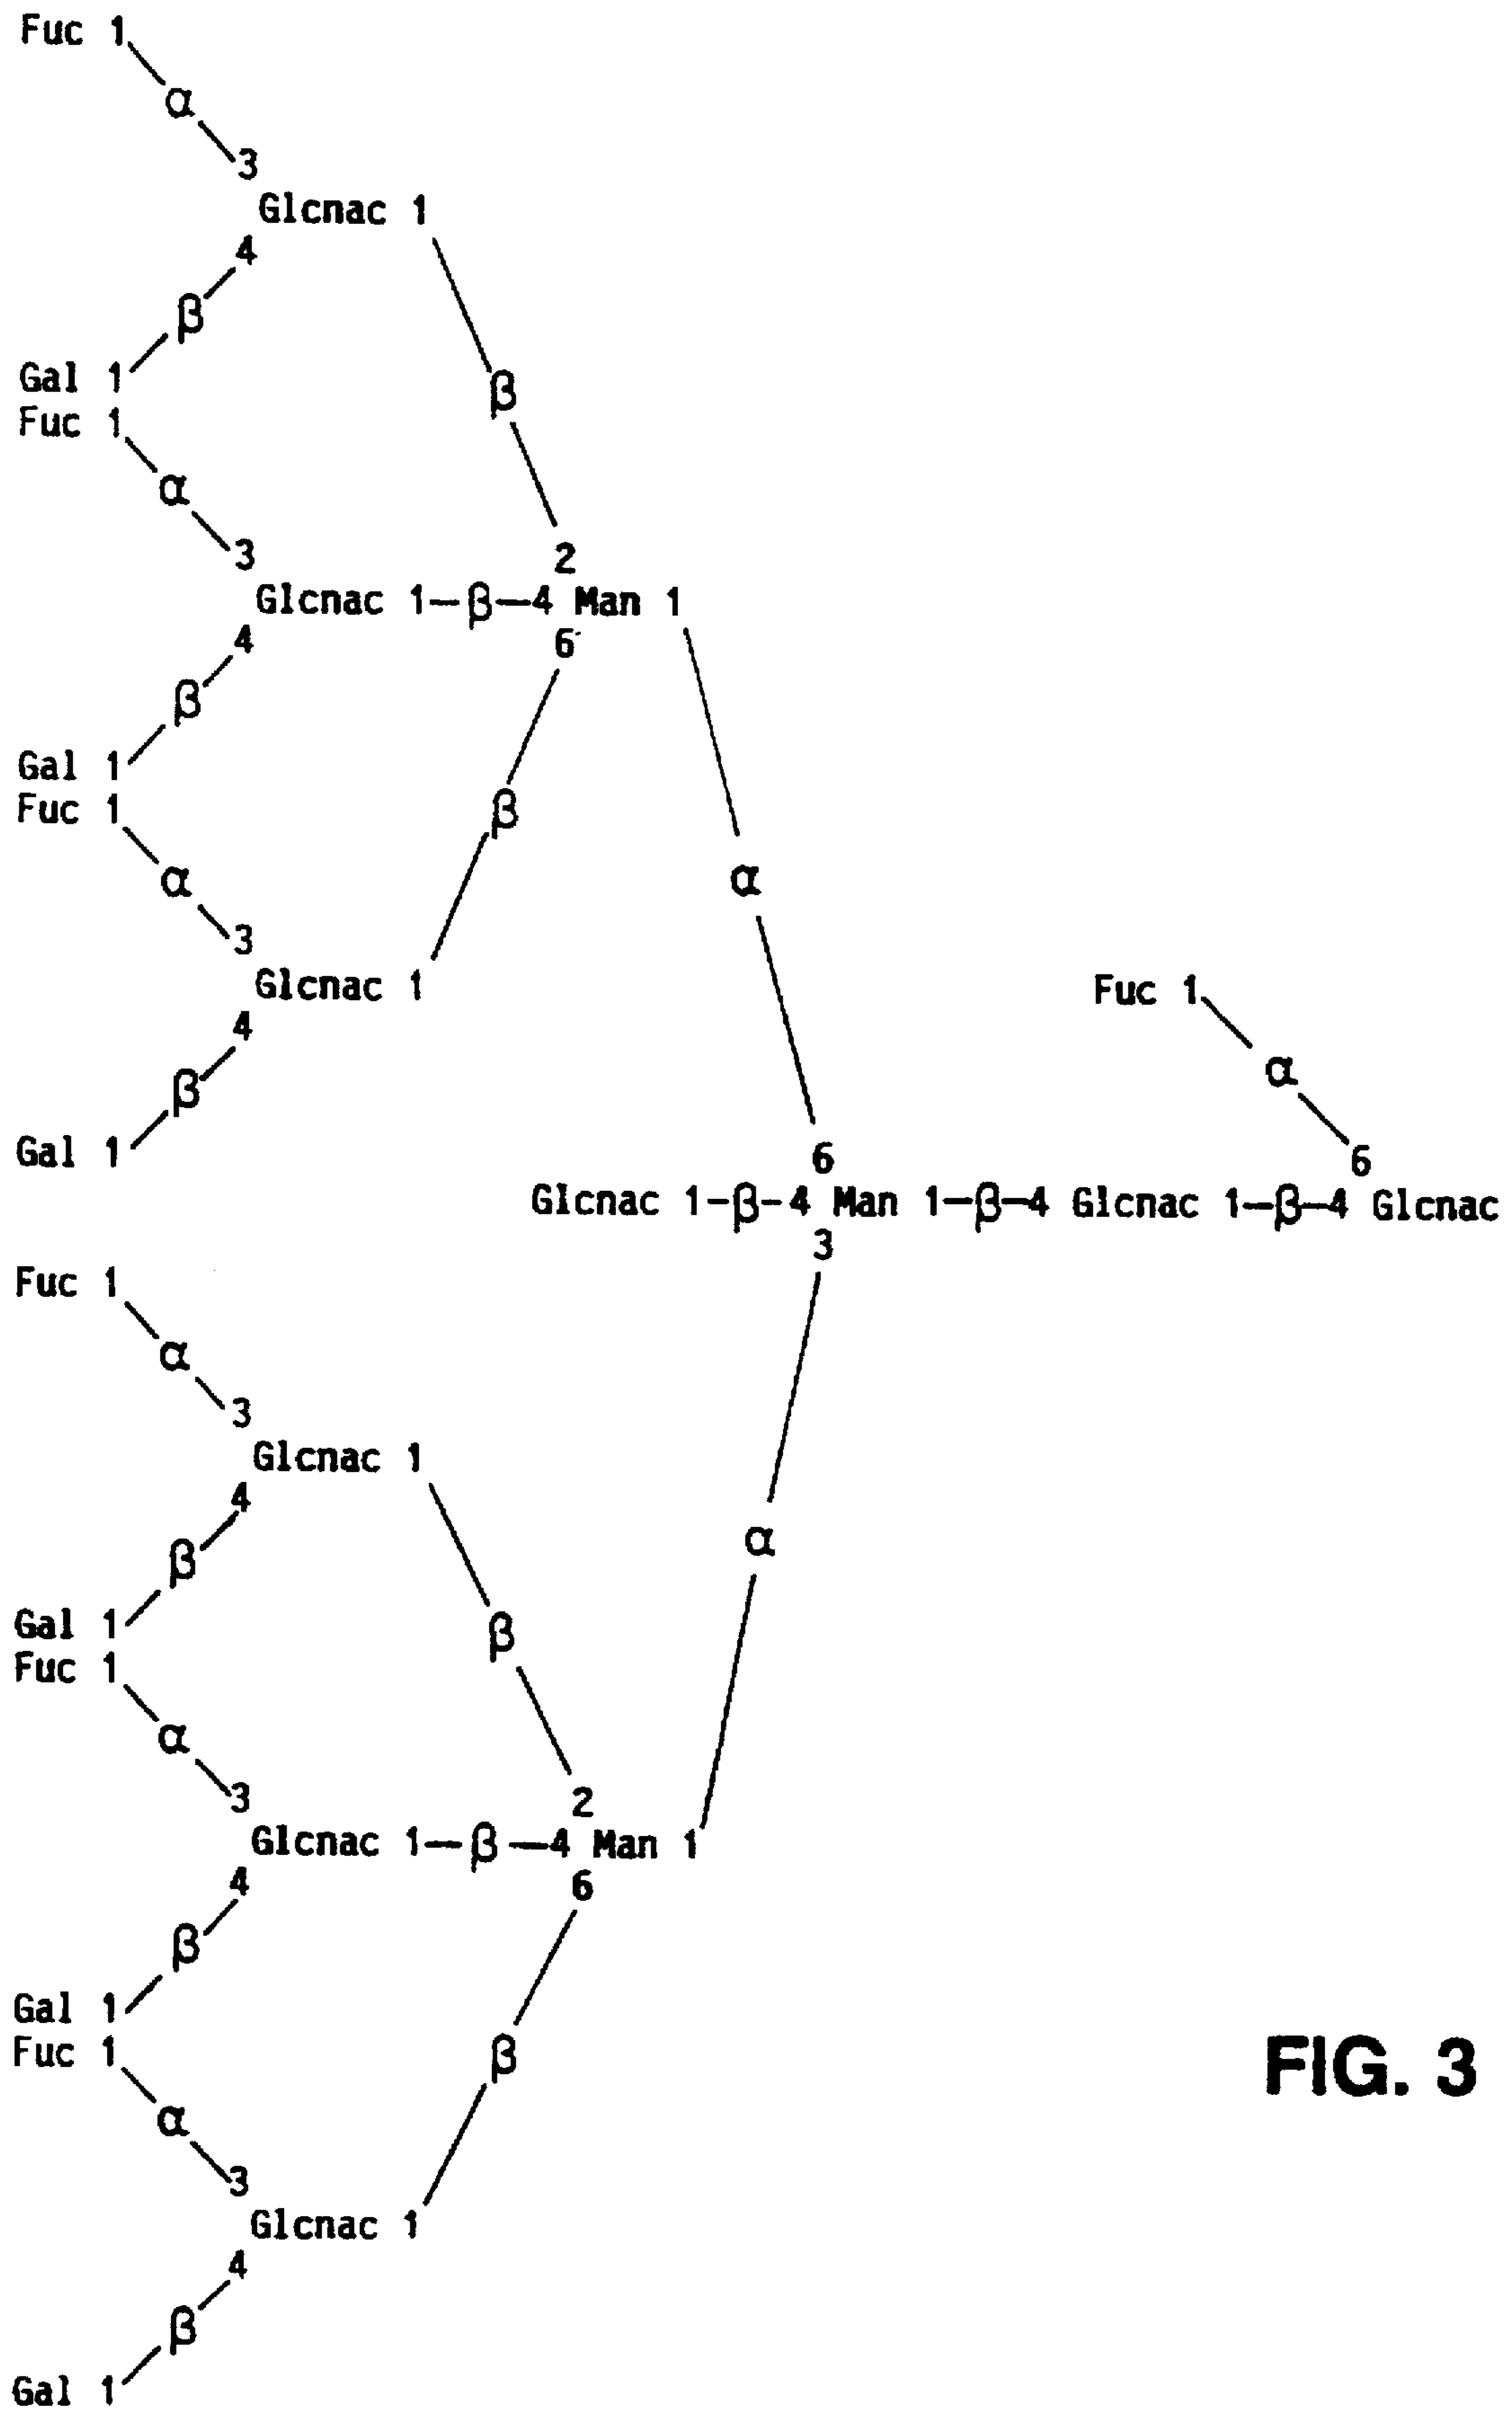 Fuc 1
α
3
Glcnac 1
4
β
Gal 1
β
Fuc 1
α
3
2
Glcnac 1-β-4 Man 1
4
6
β
Gal 1
Fuc 1
β
α
α
3
Glcnac 1
Fuc 1
4
α
β
Gal 1
6
6
Glcnac 1-β-4 Man 1-β-4 Glcnac 1-β-4 Glcnac
3
Fuc 1
α
3
Glcnac 1
4
α
β
Gal 1
β
Fuc 1
α
3
2
Glcnac 1-β-4 Man 1
4
6
β
Gal 1
Fuc 1
β
FIG. 3
α
3
Glcnac 1
4
β
Gal 1